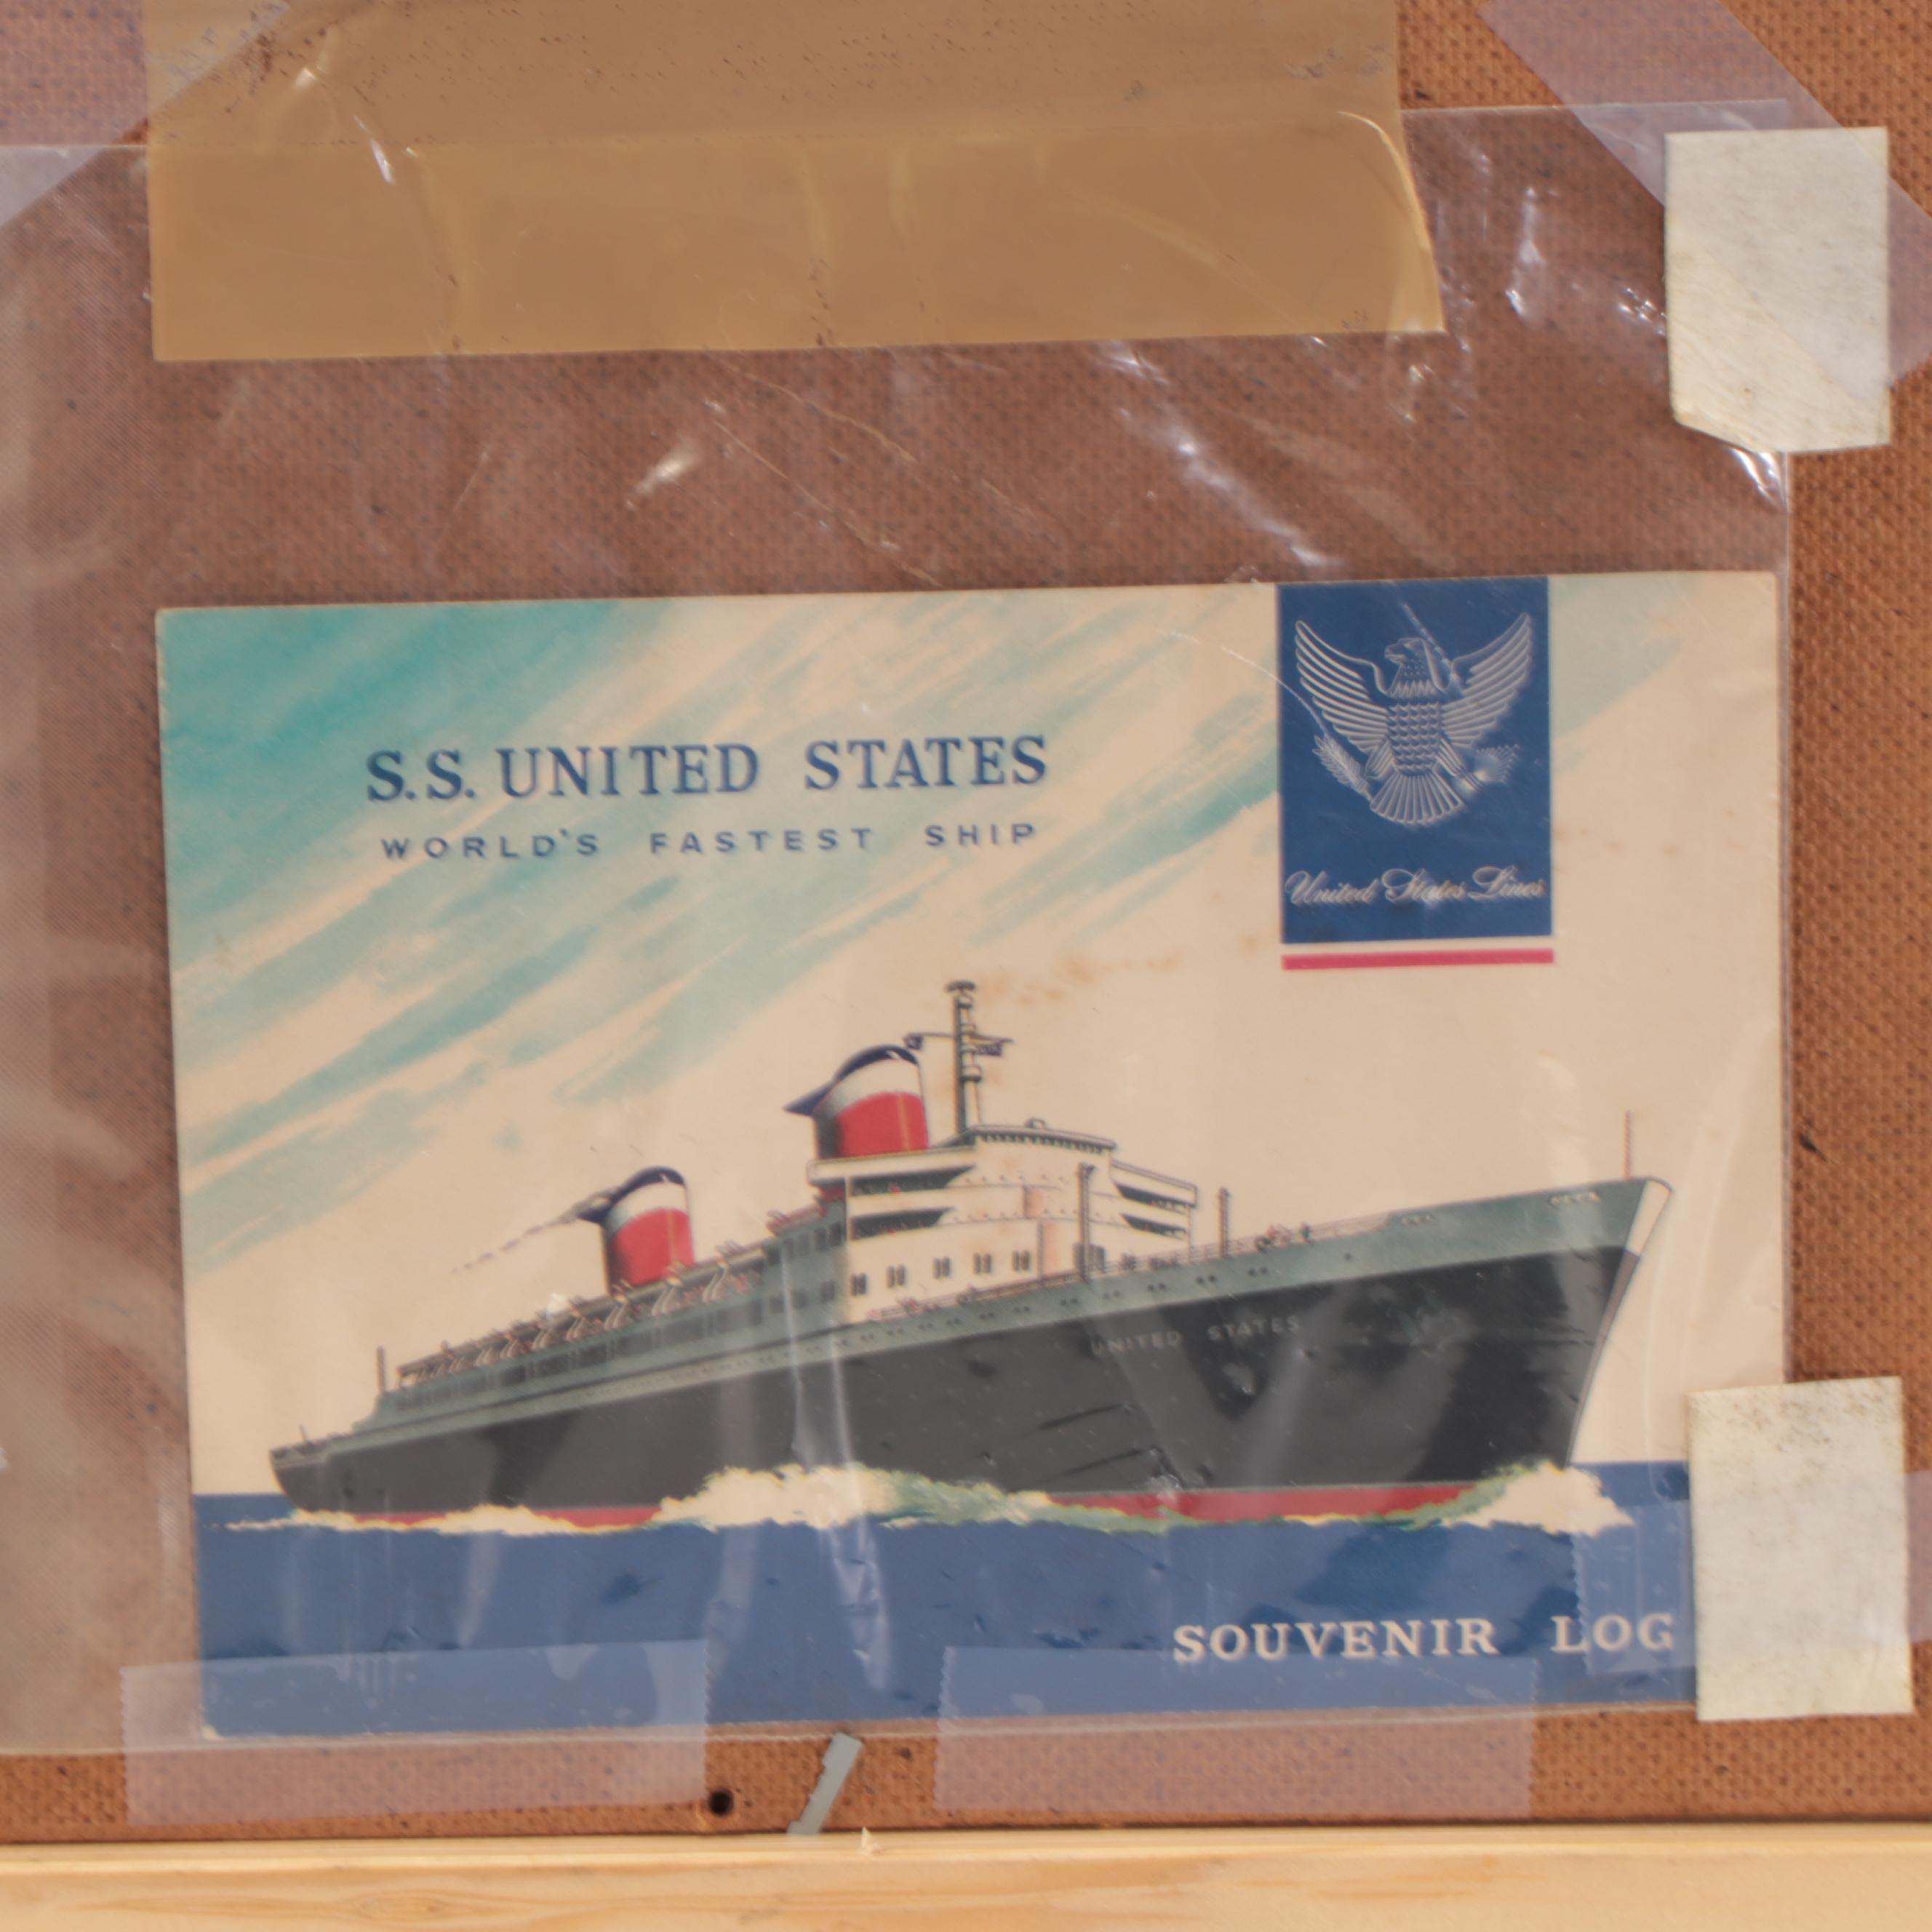 S.S. UNITED STATES
WORLD'S FASTEST SHIP
United States Lines
UNITED STATES
SOUVENIR LOG